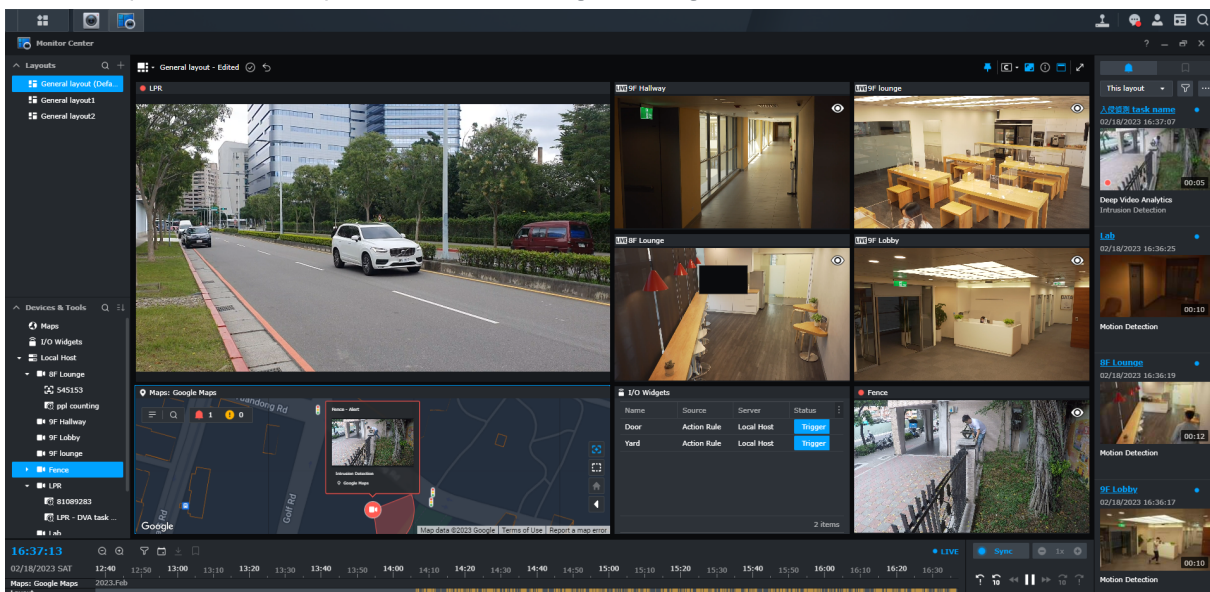 Monitor Center
?
Layouts
General layout (Defa...
General layout1
General layout2
General layout - Edited
C
LPR
LIVE 9F Hallway
LIVE 9F lounge
LIVE 8F Lounge
LIVE 9F Lobby
Devices & Tools
Maps
I/O Widgets
Local Host
8F Lounge
545153
ppl counting
9F Hallway
9F Lobby
9F lounge
Fence
LPR
81089283
LPR - DVA task ...
Lab
Maps: Google Maps
1
0
Fence - Alert
Intrusion Detection
Google Maps
Golf Rd
Google
Map data ©2023 Google
Terms of Use
Report a map error
I/O Widgets
Name Source Server Status
Door Action Rule Local Host Trigger
Yard Action Rule Local Host Trigger
2 items
Fence
This layout
task name
02/18/2023 16:37:07
00:05
Deep Video Analytics
Intrusion Detection
Lab
02/18/2023 16:36:25
00:10
Motion Detection
8F Lounge
02/18/2023 16:36:19
00:12
Motion Detection
9F Lobby
02/18/2023 16:36:17
00:10
Motion Detection
16:37:13
LIVE
Sync
1x
02/18/2023 SAT
12:40 12:50 13:00 13:10 13:20 13:30 13:40 13:50 14:00 14:10 14:20 14:30 14:40 14:50 15:00 15:10 15:20 15:30 15:40 15:50 16:00 16:10 16:20 16:30
10
10
Maps: Google Maps
2023.Feb